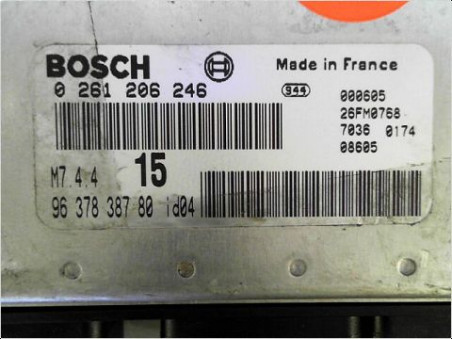 BOSCH
Made in France
0 261 206 246
944
000605
26FM0768
7036 0174
08605
M7.4.4 15
96 378 387 80 id04